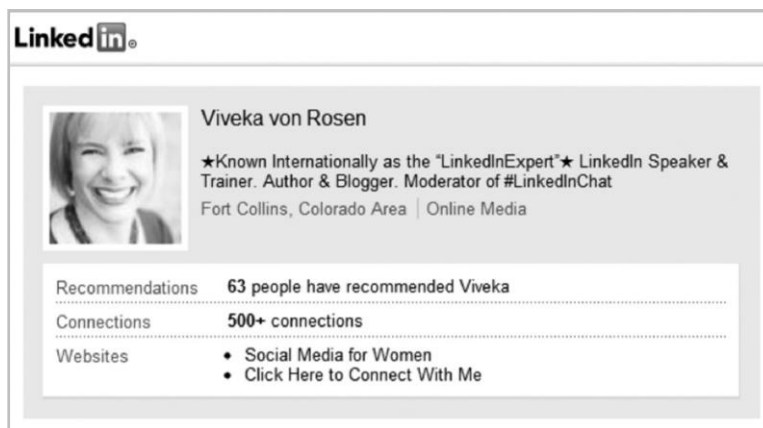 Linked in ®
Viveka von Rosen
★Known Internationally as the “LinkedInExpert”★ LinkedIn Speaker &
Trainer. Author & Blogger. Moderator of #LinkedInChat
Fort Collins, Colorado Area | Online Media
Recommendations 63 people have recommended Viveka
Connections 500+ connections
Websites • Social Media for Women
• Click Here to Connect With Me